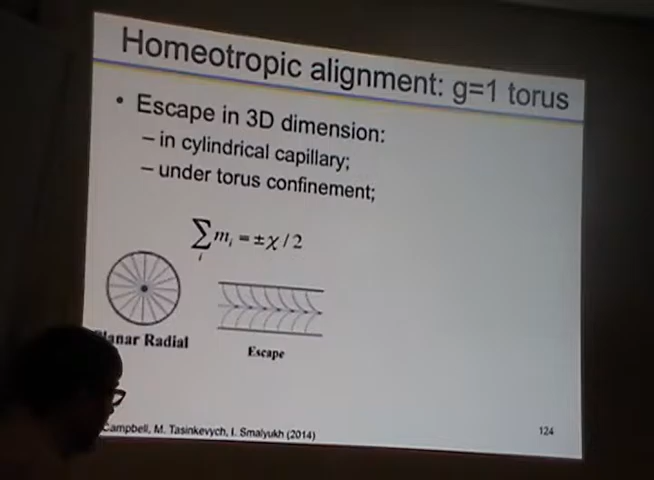 Homeotropic alignment: g=1 torus
• Escape in 3D dimension:
– in cylindrical capillary;
– under torus confinement;
∑ mᵢ = ±χ / 2
i
Radial
Escape
Campbell, M. Tasinkevych, I. Smalyukh (2014)
124